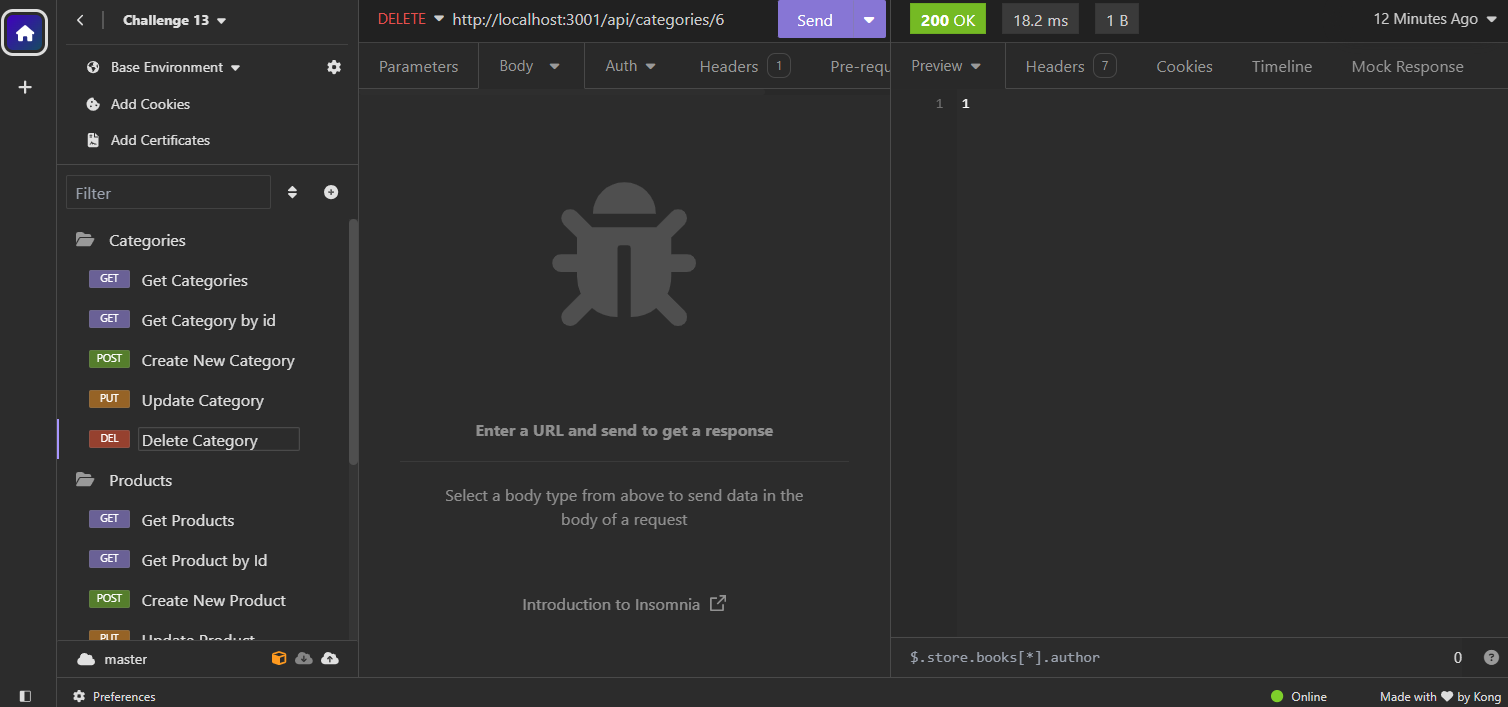 Challenge 13
Base Environment
Add Cookies
Add Certificates
Filter
Categories
GET Get Categories
GET Get Category by id
POST Create New Category
PUT Update Category
DEL Delete Category
Products
GET Get Products
GET Get Product by Id
POST Create New Product
PUT Update Product
master
Preferences
DELETE http://localhost:3001/api/categories/6 Send
Parameters Body Auth Headers 1 Pre-requ
Enter a URL and send to get a response
Select a body type from above to send data in the
body of a request
Introduction to Insomnia
200 OK 18.2 ms 1 B 12 Minutes Ago
Preview Headers 7 Cookies Timeline Mock Response
1 1
$.store.books[*].author 0 ?
Online Made with ❤ by Kong